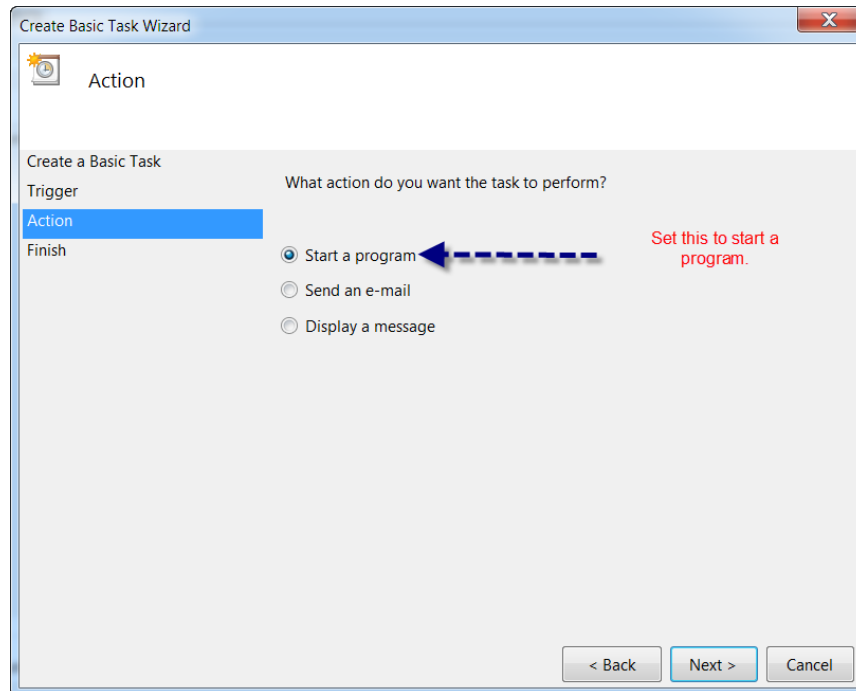 Create Basic Task Wizard
Action
Create a Basic Task
Trigger
Action
Finish
What action do you want the task to perform?
Start a program
Send an e-mail
Display a message
Set this to start a
program.
< Back
Next >
Cancel